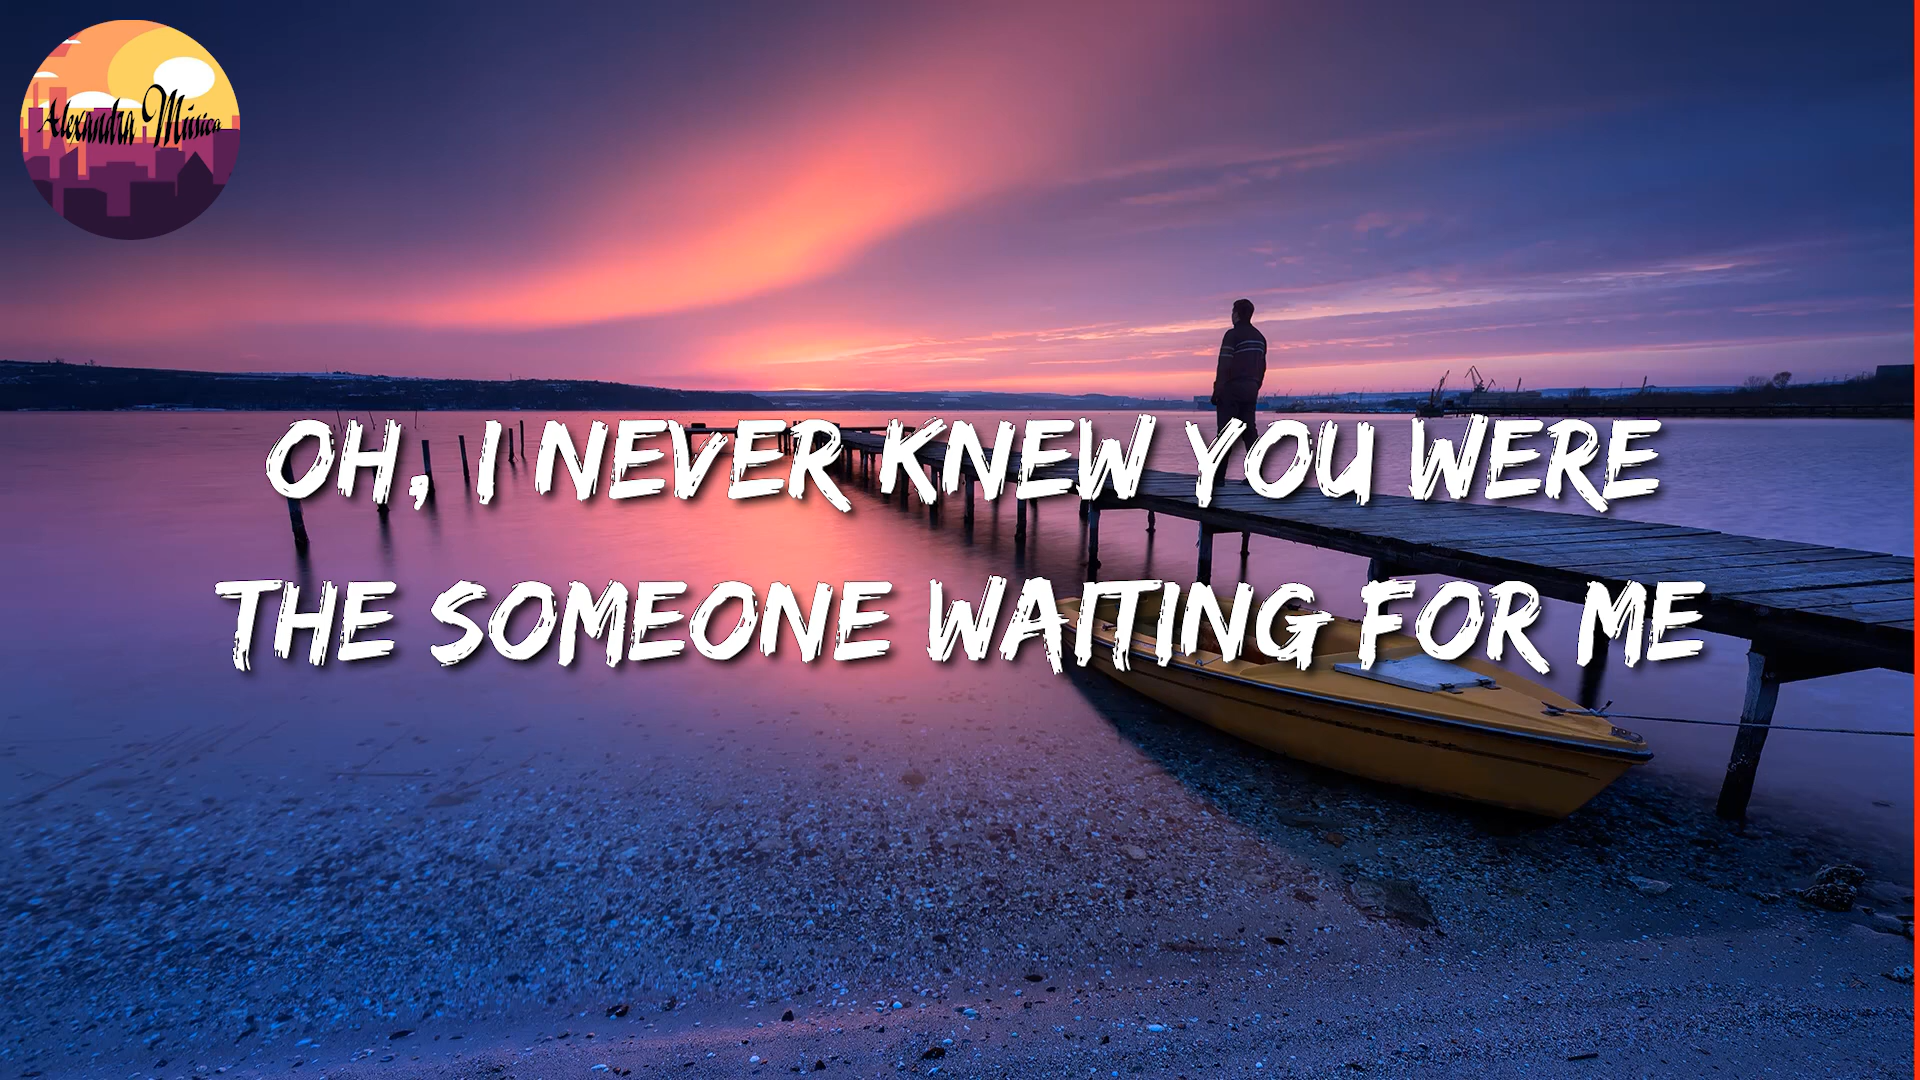 Alexandra Música
OH, I NEVER KNEW YOU WERE
THE SOMEONE WAITING FOR ME